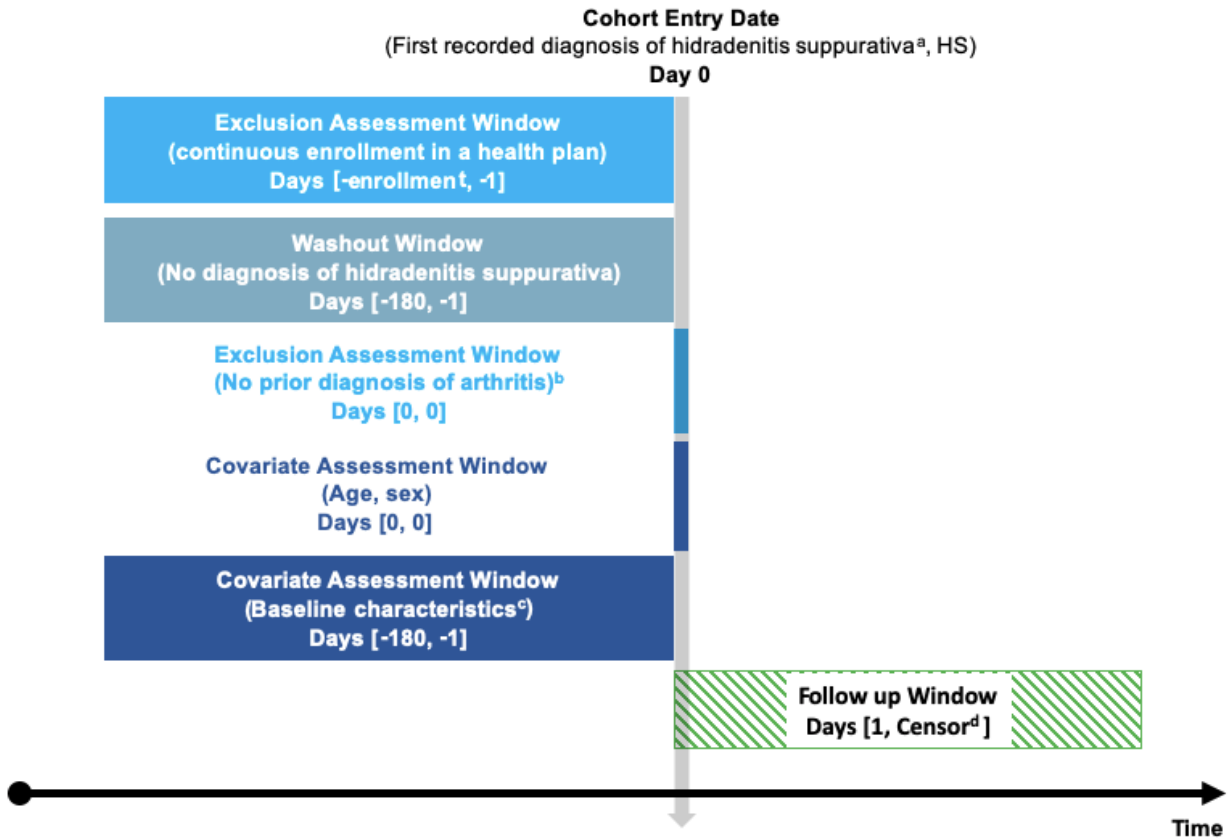 Cohort Entry Date
(First recorded diagnosis of hidradenitis suppurativaᵃ, HS)
Day 0
Exclusion Assessment Window
(continuous enrollment in a health plan)
Days [-enrollment, -1]
Washout Window
(No diagnosis of hidradenitis suppurativa)
Days [-180, -1]
Exclusion Assessment Window
(No prior diagnosis of arthritis)ᵇ
Days [0, 0]
Covariate Assessment Window
(Age, sex)
Days [0, 0]
Covariate Assessment Window
(Baseline characteristicsᶜ)
Days [-180, -1]
Follow up Window
Days [1, Censorᵈ ]
Time